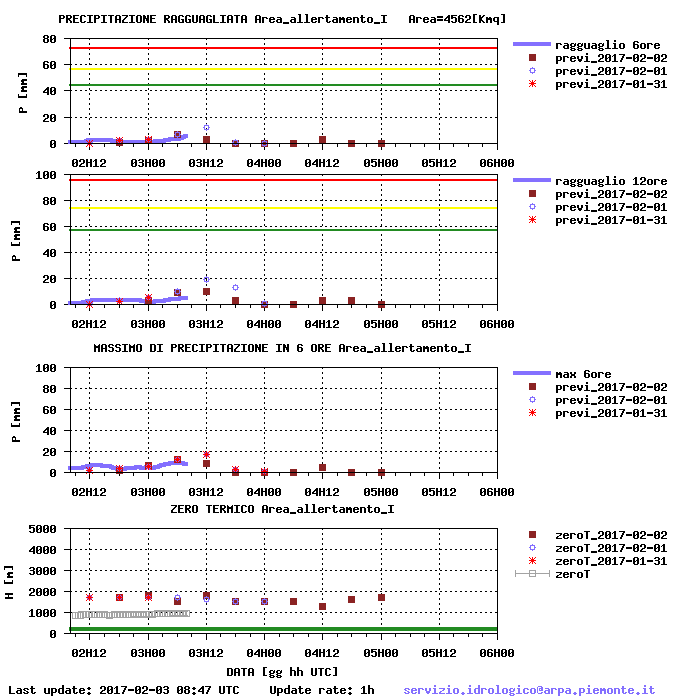 PRECIPITAZIONE RAGGUAGLIATA Area_allertamento_I Area=4562[Kmq]
80
60
40
20
0
P [mm]
02H12 03H00 03H12 04H00 04H12 05H00 05H12 06H00
ragguaglio 6ore
previ_2017-02-02
previ_2017-02-01
previ_2017-01-31
100
80
60
40
20
0
P [mm]
02H12 03H00 03H12 04H00 04H12 05H00 05H12 06H00
ragguaglio 12ore
previ_2017-02-02
previ_2017-02-01
previ_2017-01-31
MASSIMO DI PRECIPITAZIONE IN 6 ORE Area_allertamento_I
100
80
60
40
20
0
P [mm]
02H12 03H00 03H12 04H00 04H12 05H00 05H12 06H00
max 6ore
previ_2017-02-02
previ_2017-02-01
previ_2017-01-31
ZERO TERMICO Area_allertamento_I
5000
4000
3000
2000
1000
0
H [m]
02H12 03H00 03H12 04H00 04H12 05H00 05H12 06H00
zeroT_2017-02-02
zeroT_2017-02-01
zeroT_2017-01-31
zeroT
DATA [gg hh UTC]
Last update: 2017-02-03 08:47 UTC Update rate: 1h servizio.idrologico@arpa.piemonte.it